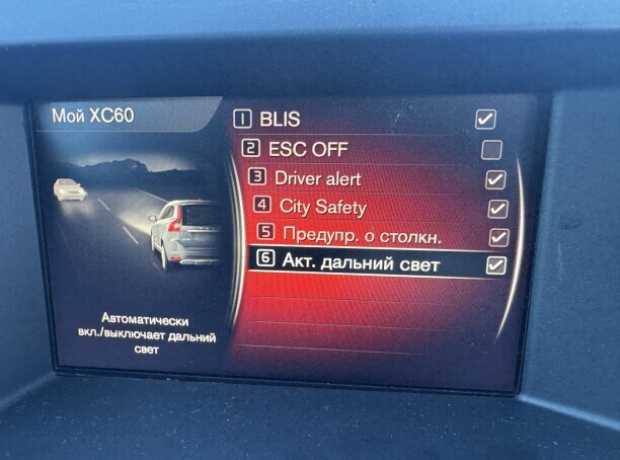 Мой XC60
1 BLIS
2 ESC OFF
3 Driver alert
4 City Safety
5 Предупр. о столкн.
6 Акт. дальний свет
Автоматически
вкл./выключает дальний
свет